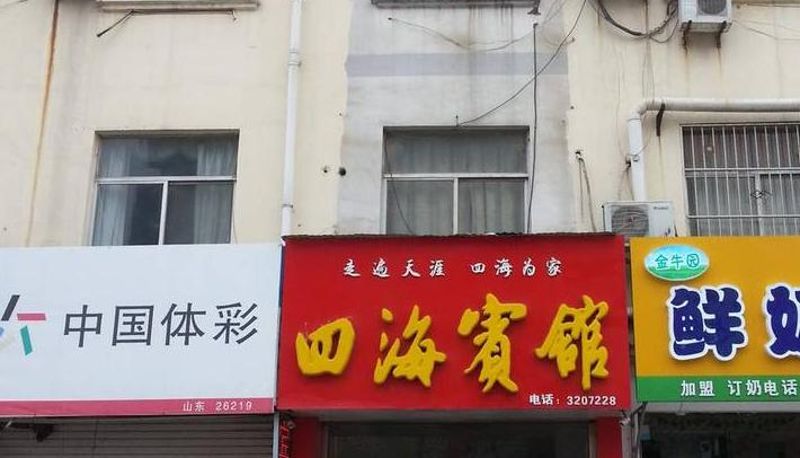 中国体彩
山东 26219
走遍天涯 四海为家
四海賓館
电话：3207228
金牛园
鲜奶
加盟 订奶电话